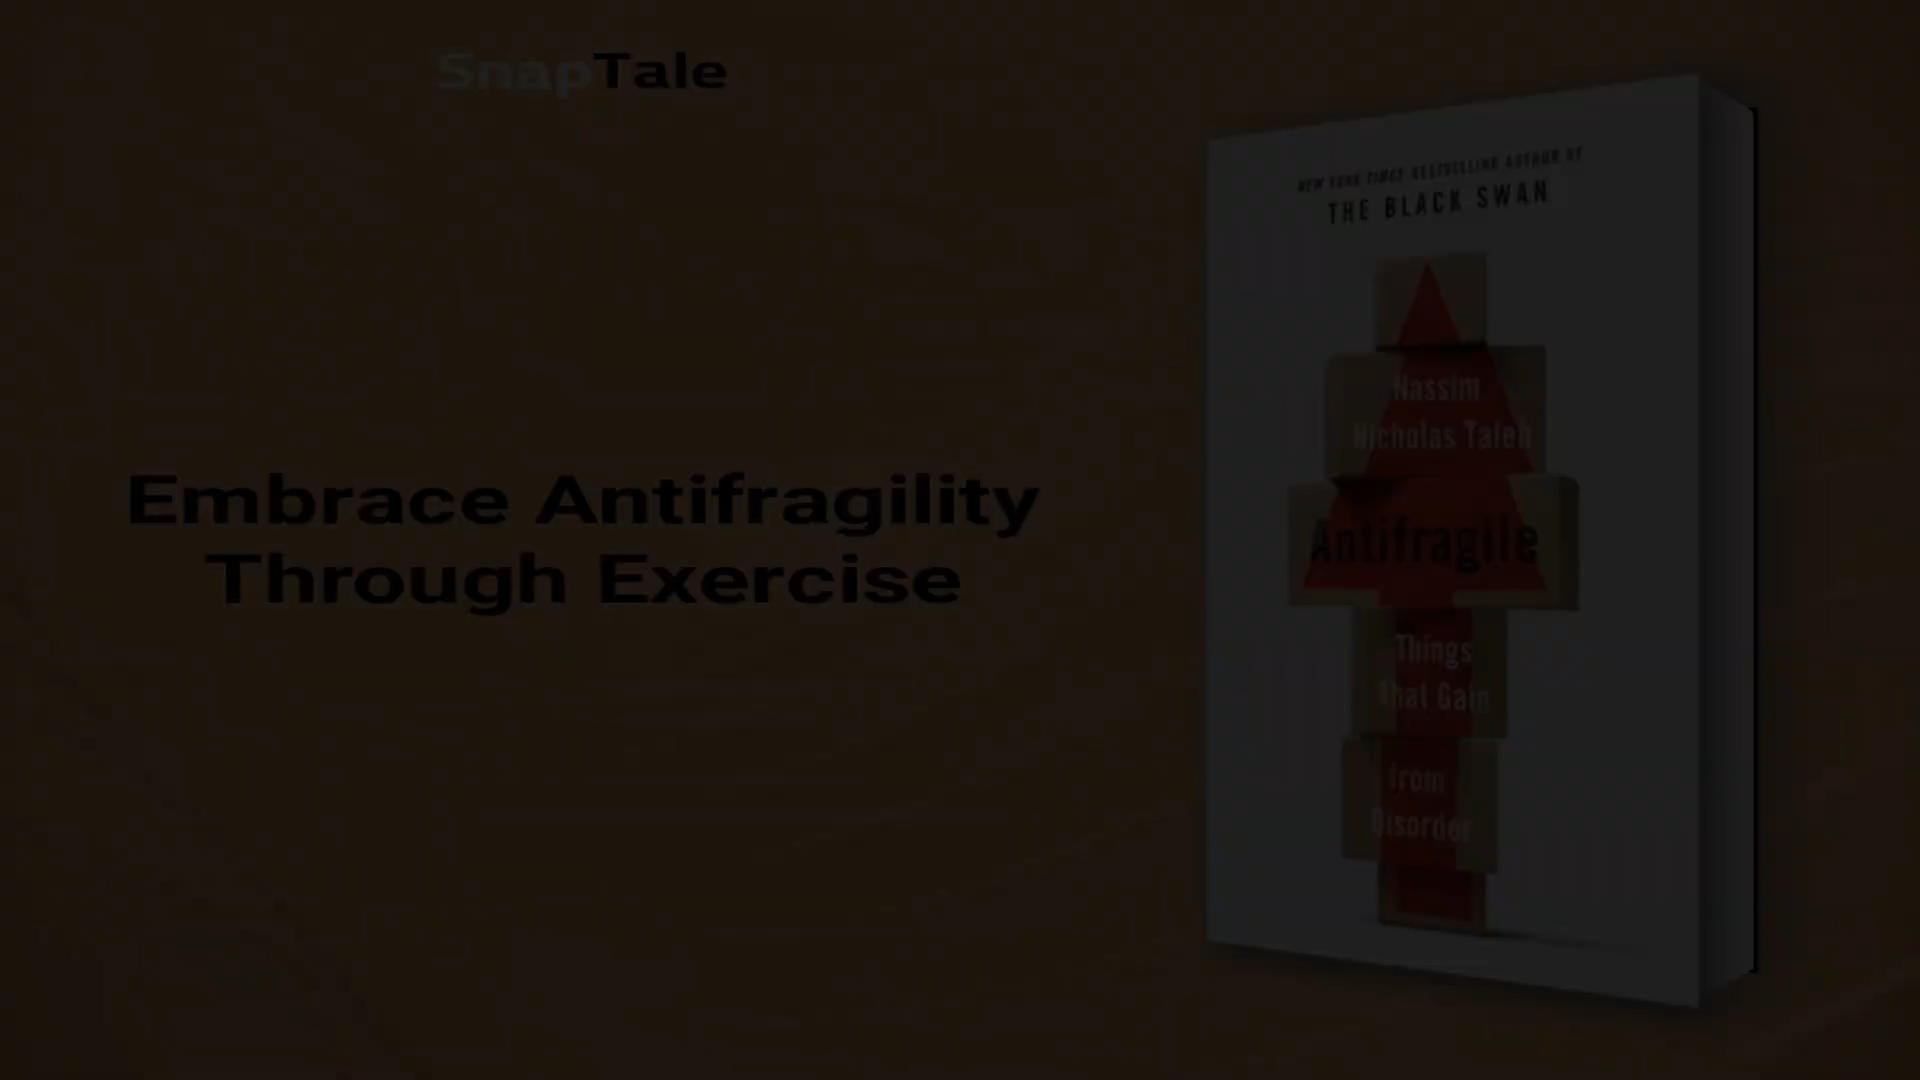 SnapTale
Embrace Antifragility
Through Exercise
NEW YORK TIMES BESTSELLING AUTHOR OF
THE BLACK SWAN
Nassim
Nicholas Taleb
Antifragile
Things
That Gain
from
Disorder